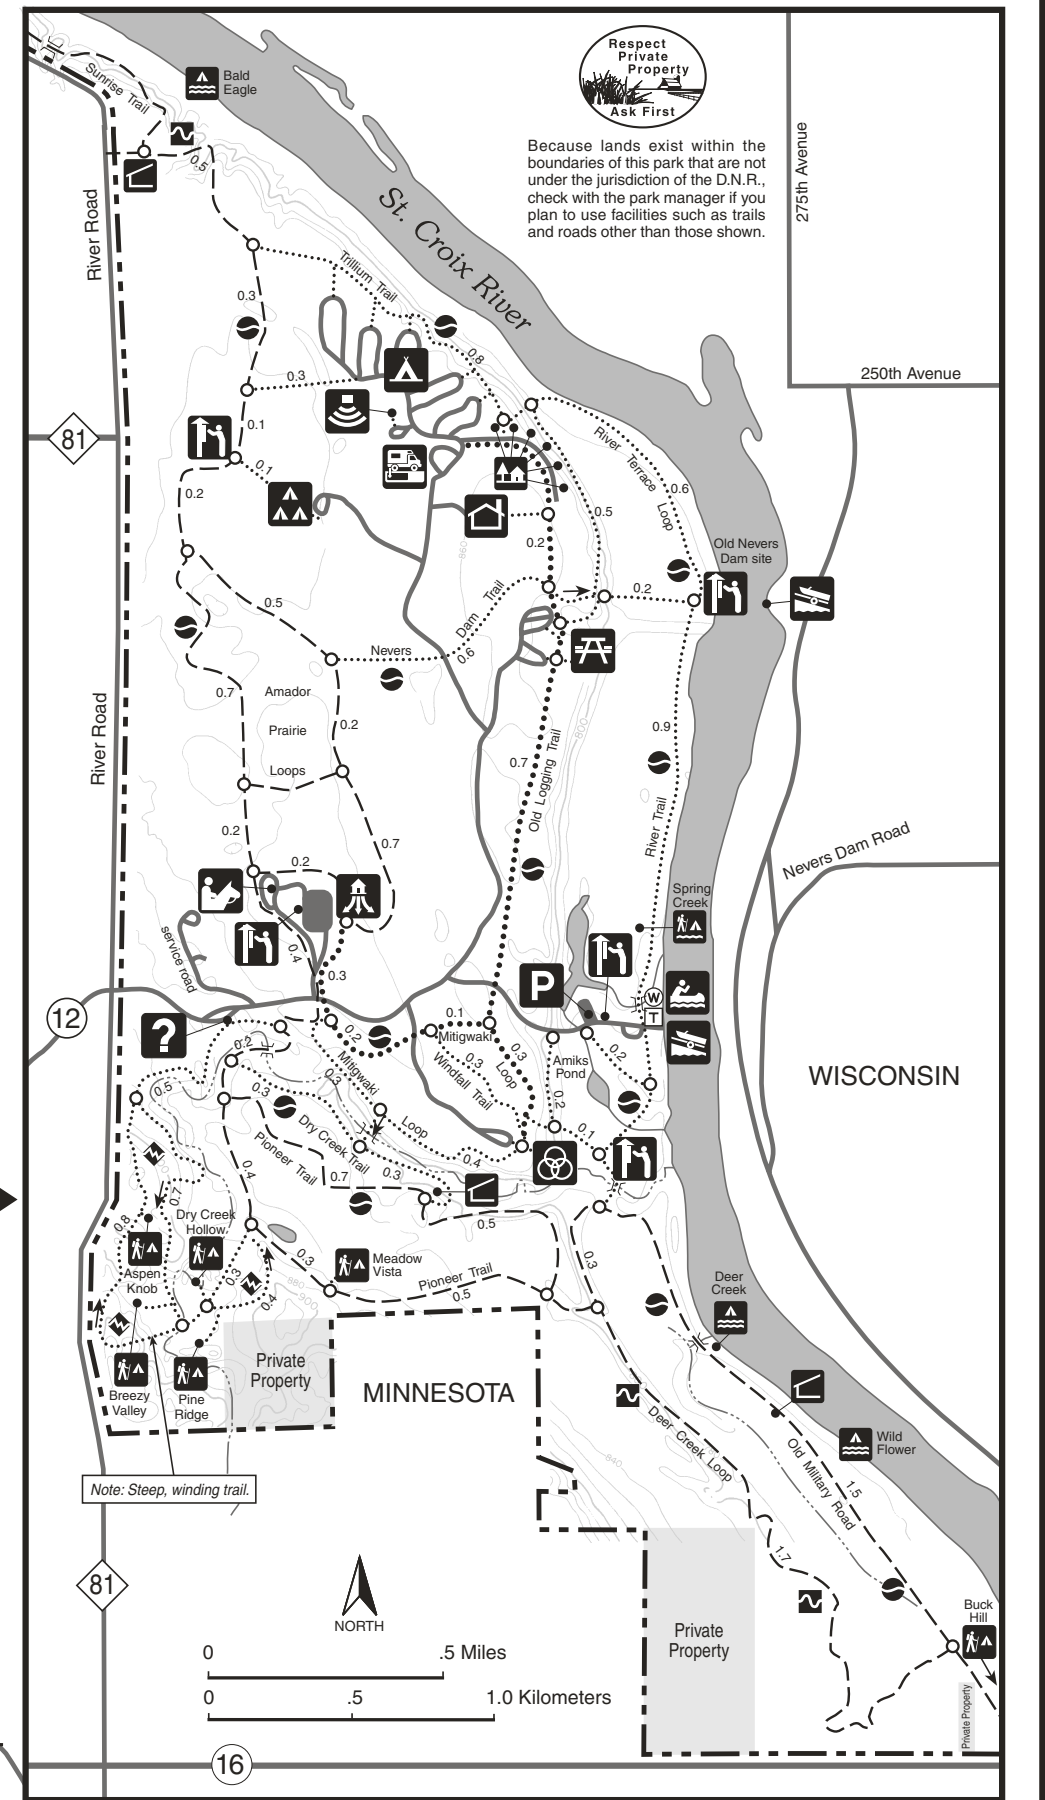 Respect
Private
Property
Ask First
Because lands exist within the
boundaries of this park that are not
under the jurisdiction of the D.N.R.,
check with the park manager if you
plan to use facilities such as trails
and roads other than those shown.
Sunrise Trail
Bald
Eagle
0.5
275th Avenue
River Road
St. Croix River
Trillium Trail
0.3
0.8
250th Avenue
0.3
0.1
81
0.1
River Terrace
Loop
0.2
0.6
0.5
860
0.2
Old Nevers
Dam site
0.5
Dam Trail
0.2
Nevers
0.6
0.7
Amador
Prairie
Loops
0.2
River Road
800
0.9
0.7
Old Logging Trail
River Trail
0.2
0.2
0.7
Nevers Dam Road
Spring
Creek
service road
0.4
0.3
P
W
T
12
?
0.2
0.1
Mitigwaki
Loop
0.2
0.3
0.3
Windfall Trail
Amiks
Pond
0.2
WISCONSIN
0.5
0.3
Mitigwaki
Loop
0.3
0.2
Dry Creek Trail
Pioneer Trail
0.1
0.4
0.7
0.3
0.4
0.7
0.8
Dry Creek
Hollow
0.5
Aspen
Knob
0.3
0.4
0.3
Meadow
Vista
880
900
Pioneer Trail
0.5
0.3
Deer
Creek
Breezy
Valley
Pine
Ridge
Private
Property
MINNESOTA
Wild
Flower
Deer Creek Loop
840
Old Military
Road
1.5
Note: Steep, winding trail.
1.7
81
NORTH
Buck
Hill
Private
Property
Private Property
0
.5 Miles
0
.5
1.0 Kilometers
16